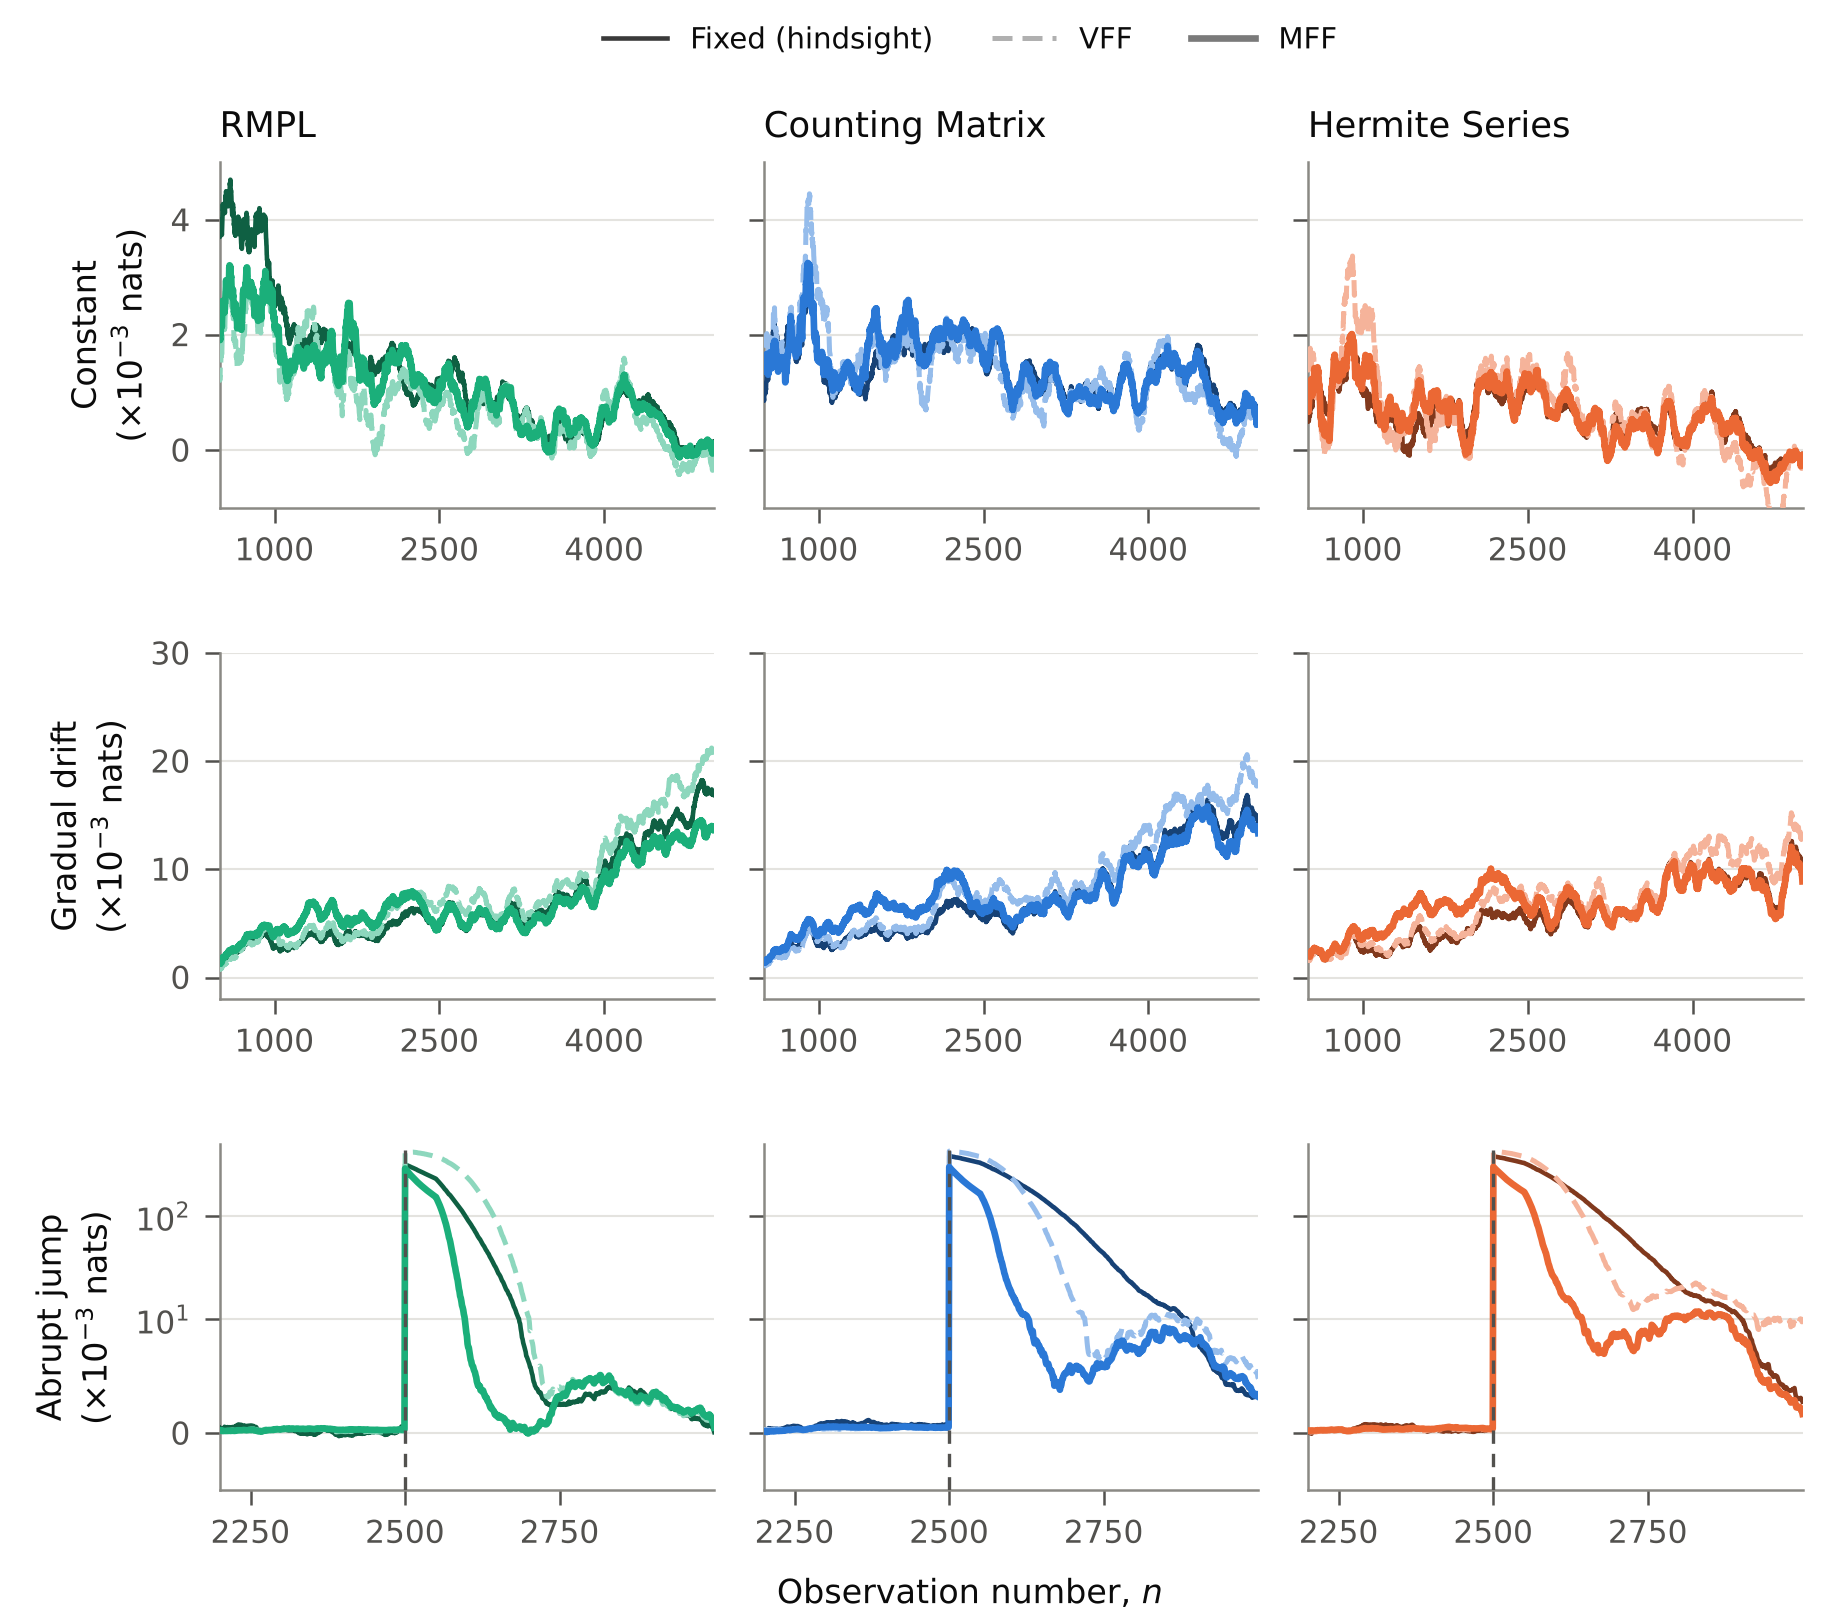 Fixed (hindsight) VFF MFF
RMPL Counting Matrix Hermite Series
Constant
(×10⁻³ nats)
4
2
0
1000 2500 4000 1000 2500 4000 1000 2500 4000
Gradual drift
(×10⁻³ nats)
30
20
10
0
1000 2500 4000 1000 2500 4000 1000 2500 4000
Abrupt jump
(×10⁻³ nats)
10²
10¹
0
2250 2500 2750 2250 2500 2750 2250 2500 2750
Observation number, n